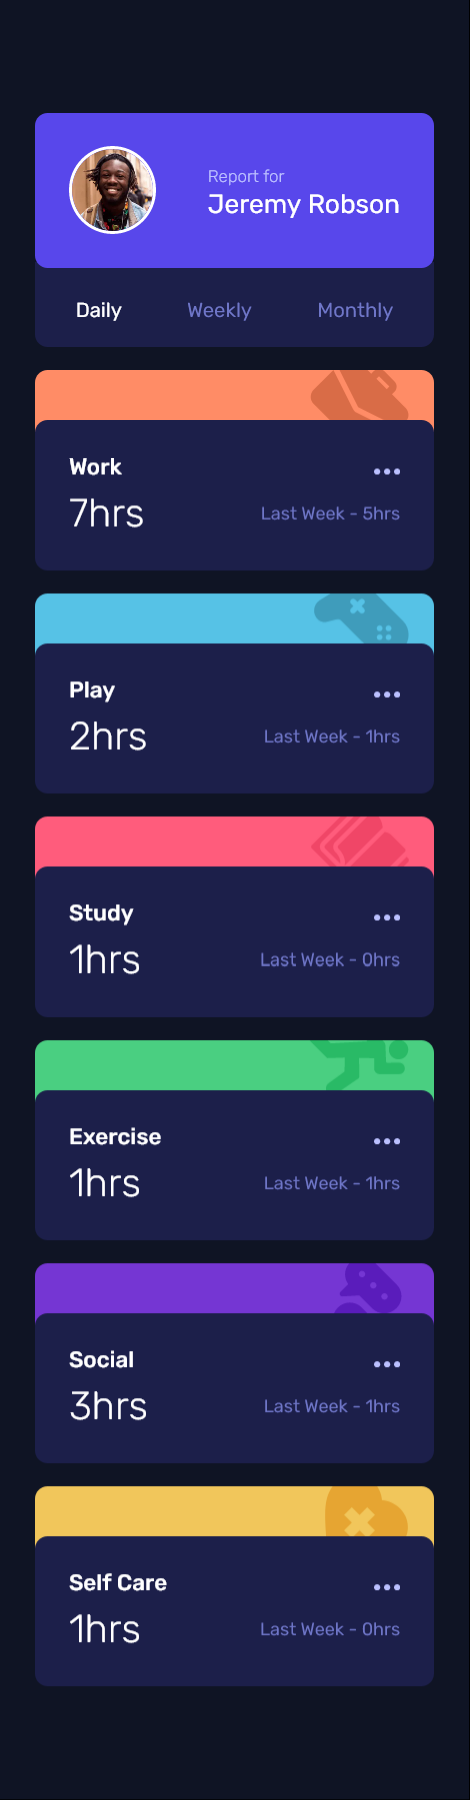 Report for
Jeremy Robson
Daily Weekly Monthly
Work
7hrs Last Week - 5hrs
Play
2hrs Last Week - 1hrs
Study
1hrs Last Week - 0hrs
Exercise
1hrs Last Week - 1hrs
Social
3hrs Last Week - 1hrs
Self Care
1hrs Last Week - 0hrs